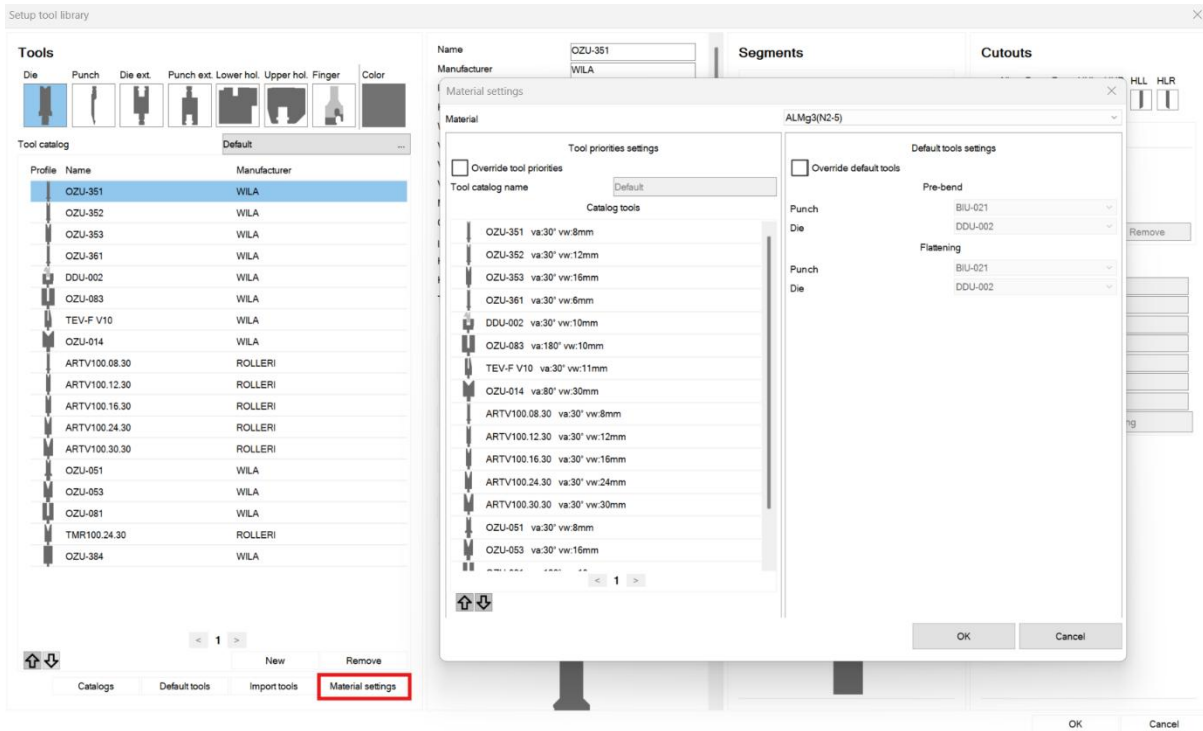 Setup tool library
Tools
Die Punch Die ext. Punch ext. Lower hol. Upper hol. Finger Color
Tool catalog Default ...
Profile Name Manufacturer
OZU-351 WILA
OZU-352 WILA
OZU-353 WILA
OZU-361 WILA
DDU-002 WILA
OZU-083 WILA
TEV-F V10 WILA
OZU-014 WILA
ARTV100.08.30 ROLLERI
ARTV100.12.30 ROLLERI
ARTV100.16.30 ROLLERI
ARTV100.24.30 ROLLERI
ARTV100.30.30 ROLLERI
OZU-051 WILA
OZU-053 WILA
OZU-081 WILA
TMR100.24.30 ROLLERI
OZU-384 WILA
< 1 >
New Remove
Catalogs Default tools Import tools Material settings
Name OZU-351
Manufacturer WILA
Segments
Cutouts
HLL HLR
Remove
Material settings
Material ALMg3(N2-5)
Tool priorities settings
Override tool priorities
Tool catalog name Default
Catalog tools
OZU-351 va:30° vw:8mm
OZU-352 va:30° vw:12mm
OZU-353 va:30° vw:16mm
OZU-361 va:30° vw:6mm
DDU-002 va:30° vw:10mm
OZU-083 va:180° vw:10mm
TEV-F V10 va:30° vw:11mm
OZU-014 va:80° vw:30mm
ARTV100.08.30 va:30° vw:8mm
ARTV100.12.30 va:30° vw:12mm
ARTV100.16.30 va:30° vw:16mm
ARTV100.24.30 va:30° vw:24mm
ARTV100.30.30 va:30° vw:30mm
OZU-051 va:30° vw:8mm
OZU-053 va:30° vw:16mm
< 1 >
Default tools settings
Override default tools
Pre-bend
Punch BIU-021
Die DDU-002
Flattening
Punch BIU-021
Die DDU-002
OK Cancel
OK Cancel